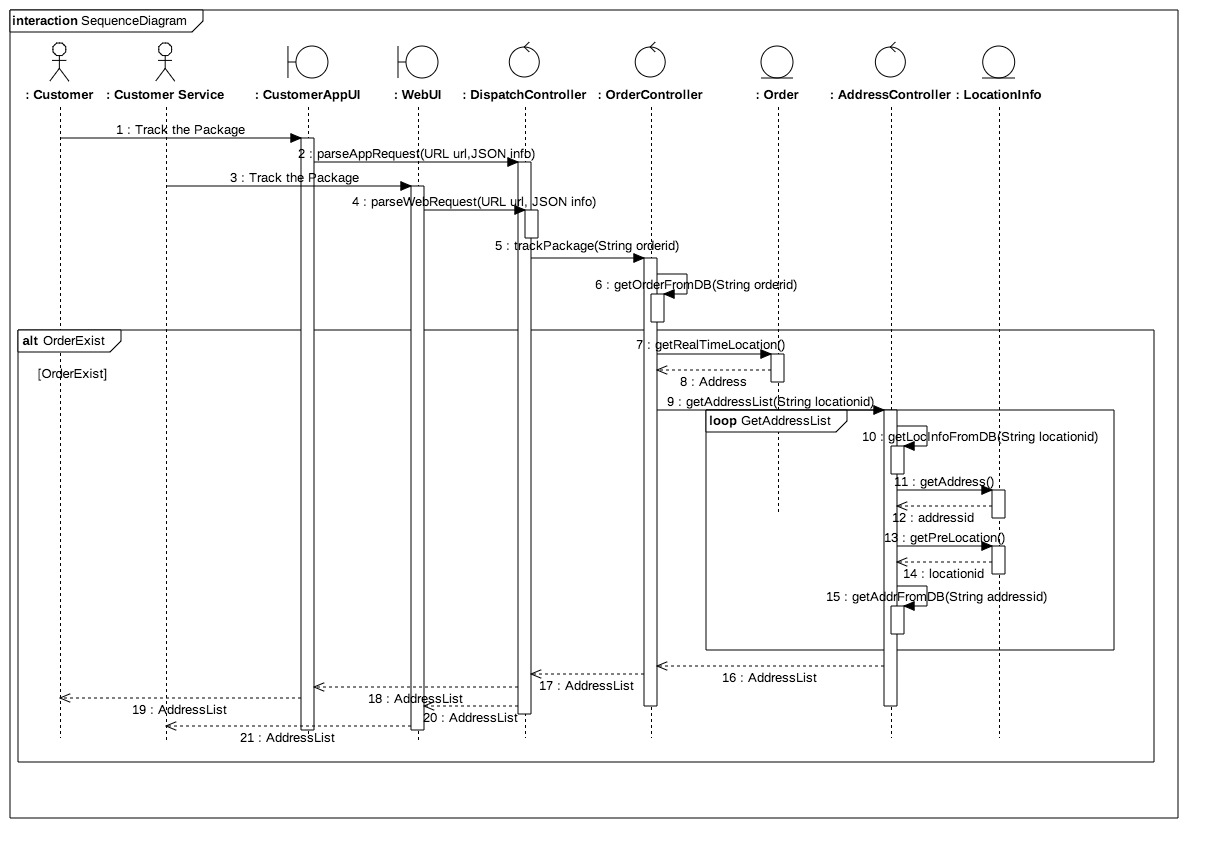 interaction SequenceDiagram
: Customer
: Customer Service
: CustomerAppUI
: WebUI
: DispatchController
: OrderController
: Order
: AddressController
: LocationInfo
1 : Track the Package
2 : parseAppRequest(URL url,JSON info)
3 : Track the Package
4 : parseWebRequest(URL url, JSON info)
5 : trackPackage(String orderid)
6 : getOrderFromDB(String orderid)
alt OrderExist
[OrderExist]
7 : getRealTimeLocation()
8 : Address
9 : getAddressList(String locationid)
loop GetAddressList
10 : getLocInfoFromDB(String locationid)
11 : getAddress()
12 : addressid
13 : getPreLocation()
14 : locationid
15 : getAddrFromDB(String addressid)
16 : AddressList
17 : AddressList
18 : AddressList
19 : AddressList
20 : AddressList
21 : AddressList